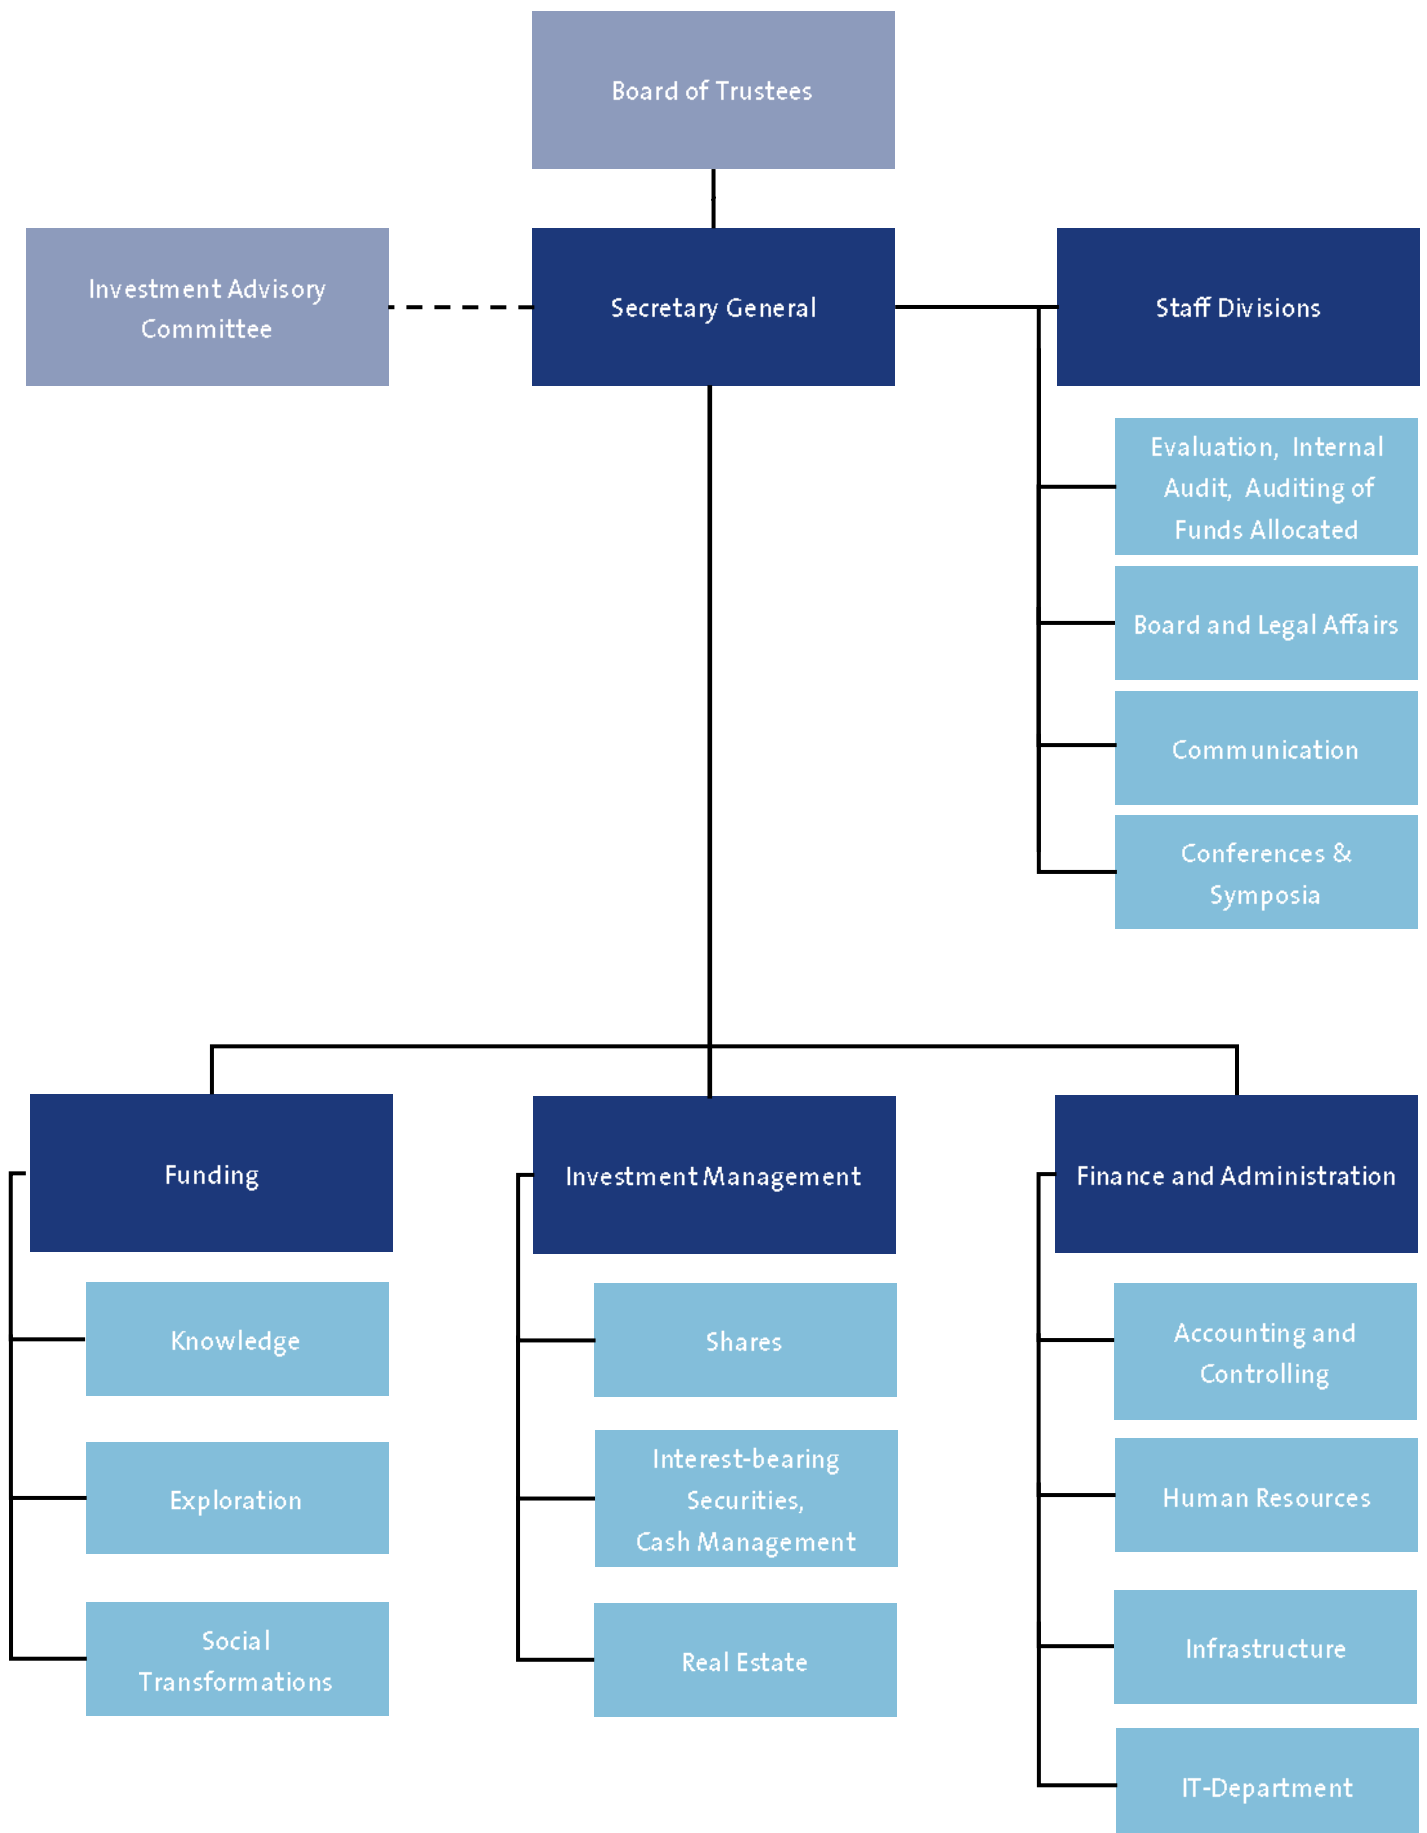 Board of Trustees
Investment Advisory
Committee
Secretary General
Staff Divisions
Evaluation, Internal
Audit, Auditing of
Funds Allocated
Board and Legal Affairs
Communication
Conferences &
Symposia
Funding
Knowledge
Exploration
Social
Transformations
Investment Management
Shares
Interest-bearing
Securities,
Cash Management
Real Estate
Finance and Administration
Accounting and
Controlling
Human Resources
Infrastructure
IT-Department